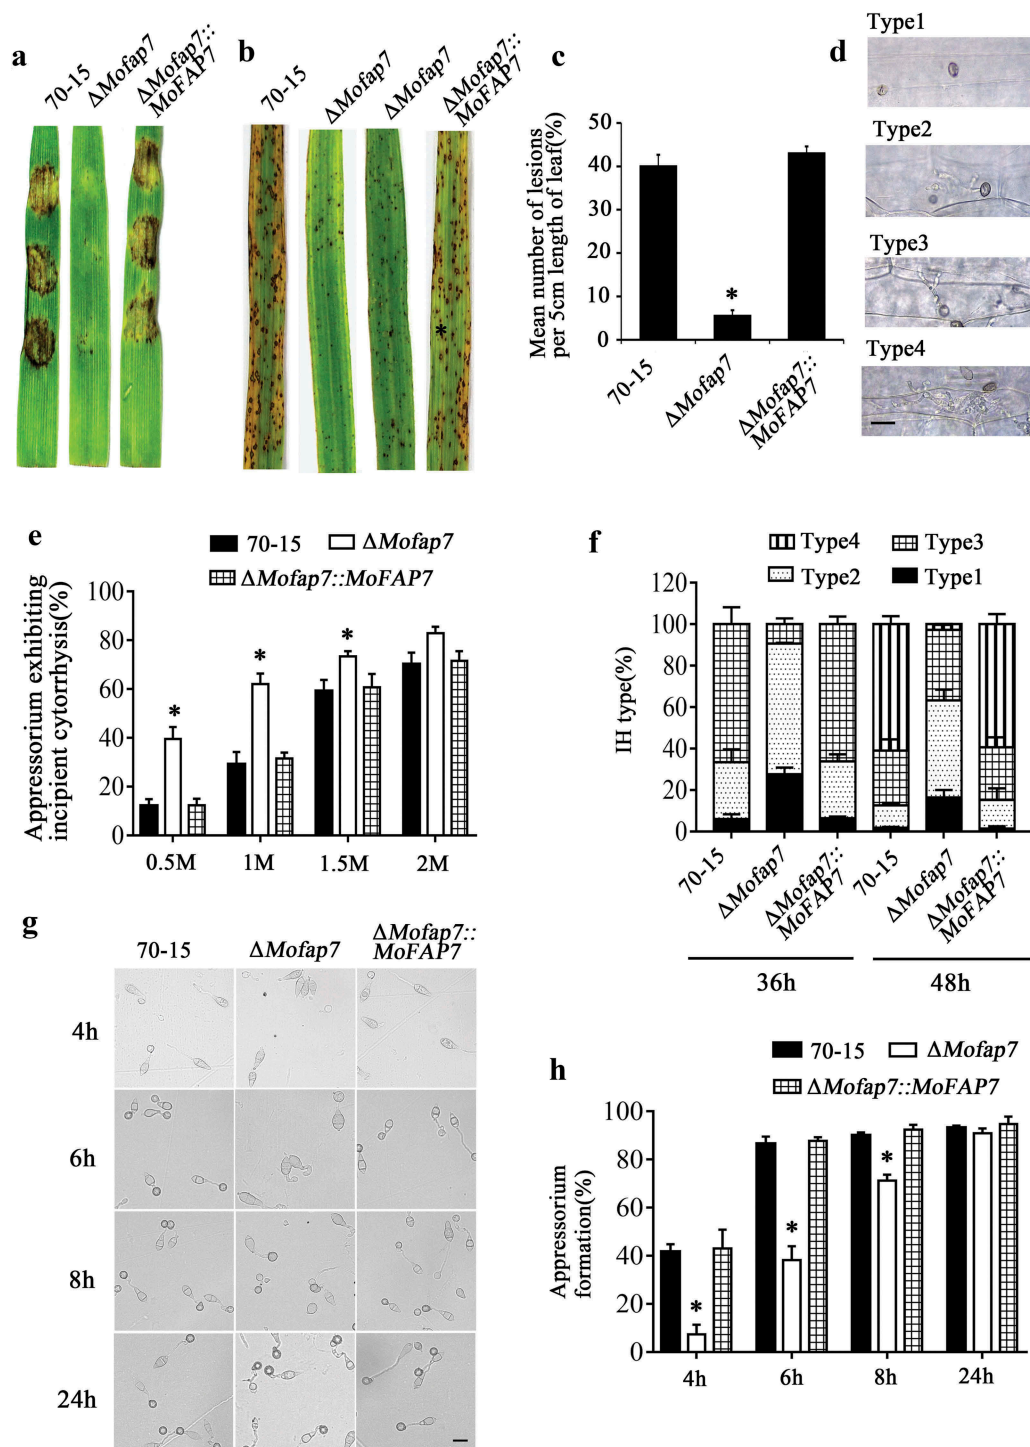 a
70-15
ΔMofap7
ΔMofap7::
MoFAP7
b
70-15
ΔMofap7
ΔMofap7
ΔMofap7::
MoFAP7
*
c
Mean number of lesions
per 5cm length of leaf(%)
50
40
30
20
10
0
*
70-15
ΔMofap7
ΔMofap7::
MoFAP7
d
Type1
Type2
Type3
Type4
e
70-15
ΔMofap7
ΔMofap7::MoFAP7
Appressorium exhibiting
incipient cytorrhysis(%)
100
80
60
40
20
0
*
*
*
0.5M
1M
1.5M
2M
f
Type4
Type3
Type2
Type1
IH type(%)
120
100
80
60
40
20
0
70-15
ΔMofap7
ΔMofap7::
MoFAP7
70-15
ΔMofap7
ΔMofap7::
MoFAP7
36h
48h
g
70-15
ΔMofap7
ΔMofap7::
MoFAP7
4h
6h
8h
24h
h
70-15
ΔMofap7
ΔMofap7::MoFAP7
Appressorium
formation(%)
100
80
60
40
20
0
*
*
*
4h
6h
8h
24h